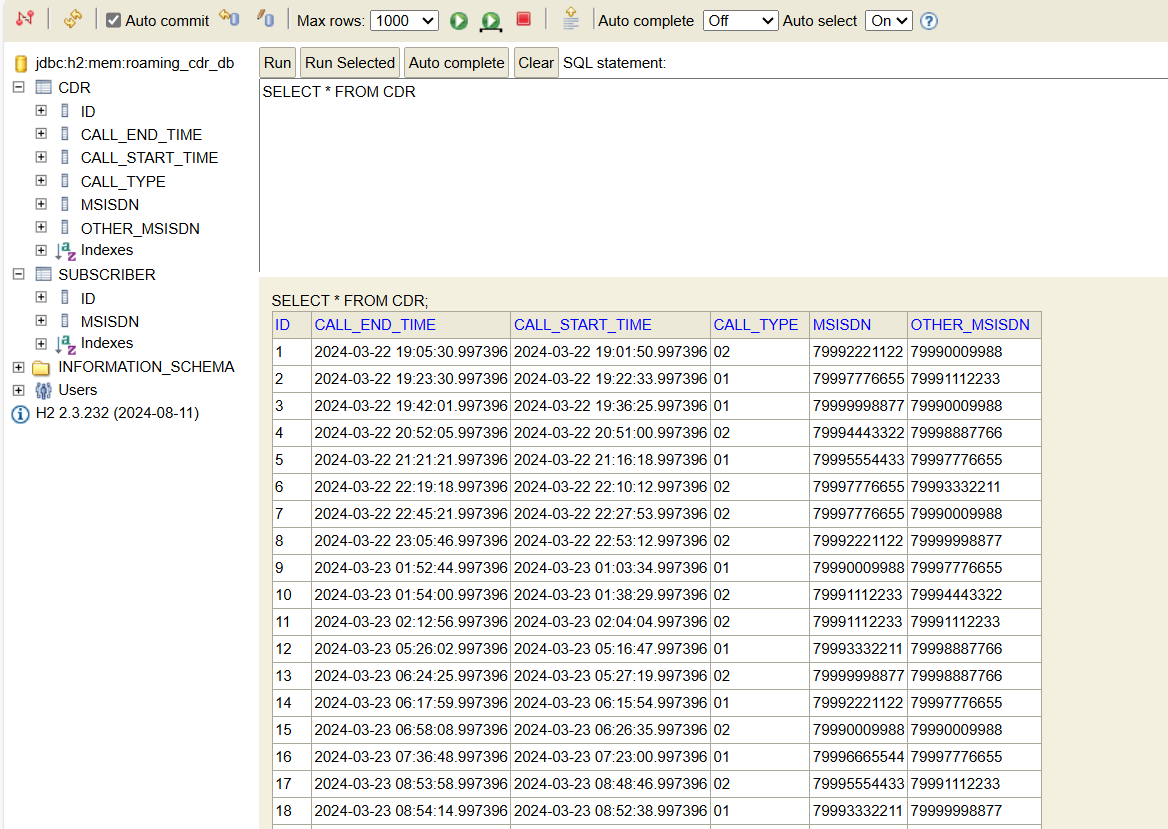 Auto commit Max rows: 1000 Auto complete Off Auto select On ?
jdbc:h2:mem:roaming_cdr_db
CDR
ID
CALL_END_TIME
CALL_START_TIME
CALL_TYPE
MSISDN
OTHER_MSISDN
Indexes
SUBSCRIBER
ID
MSISDN
Indexes
INFORMATION_SCHEMA
Users
H2 2.3.232 (2024-08-11)
Run Run Selected Auto complete Clear SQL statement:
SELECT * FROM CDR
SELECT * FROM CDR;
ID CALL_END_TIME CALL_START_TIME CALL_TYPE MSISDN OTHER_MSISDN
1 2024-03-22 19:05:30.997396 2024-03-22 19:01:50.997396 02 79992221122 79990009988
2 2024-03-22 19:23:30.997396 2024-03-22 19:22:33.997396 01 79997776655 79991112233
3 2024-03-22 19:42:01.997396 2024-03-22 19:36:25.997396 01 79999998877 79990009988
4 2024-03-22 20:52:05.997396 2024-03-22 20:51:00.997396 02 79994443322 79998887766
5 2024-03-22 21:21:21.997396 2024-03-22 21:16:18.997396 01 79995554433 79997776655
6 2024-03-22 22:19:18.997396 2024-03-22 22:10:12.997396 02 79997776655 79993332211
7 2024-03-22 22:45:21.997396 2024-03-22 22:27:53.997396 02 79997776655 79990009988
8 2024-03-22 23:05:46.997396 2024-03-22 22:53:12.997396 02 79992221122 79999998877
9 2024-03-23 01:52:44.997396 2024-03-23 01:03:34.997396 01 79990009988 79997776655
10 2024-03-23 01:54:00.997396 2024-03-23 01:38:29.997396 02 79991112233 79994443322
11 2024-03-23 02:12:56.997396 2024-03-23 02:04:04.997396 02 79991112233 79991112233
12 2024-03-23 05:26:02.997396 2024-03-23 05:16:47.997396 01 79993332211 79998887766
13 2024-03-23 06:24:25.997396 2024-03-23 05:27:19.997396 02 79999998877 79998887766
14 2024-03-23 06:17:59.997396 2024-03-23 06:15:54.997396 01 79992221122 79997776655
15 2024-03-23 06:58:08.997396 2024-03-23 06:26:35.997396 02 79990009988 79990009988
16 2024-03-23 07:36:48.997396 2024-03-23 07:23:00.997396 01 79996665544 79997776655
17 2024-03-23 08:53:58.997396 2024-03-23 08:48:46.997396 02 79995554433 79991112233
18 2024-03-23 08:54:14.997396 2024-03-23 08:52:38.997396 01 79993332211 79999998877